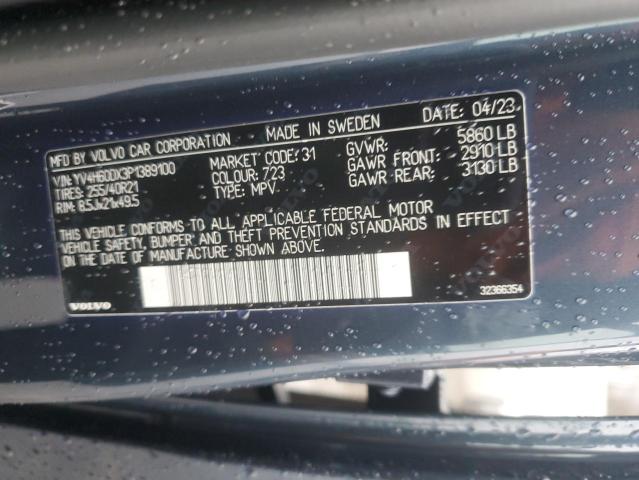 MFD BY VOLVO CAR CORPORATION MADE IN SWEDEN DATE: 04/23
VIN: YV4H60DX3P1389100 MARKET CODE: 31 GVWR: 5860 LB
TIRES: 255/40R21 COLOUR: 723 GAWR FRONT: 2910 LB
RIM: 8.5Jx21x49.5 TYPE: MPV GAWR REAR: 3130 LB
THIS VEHICLE CONFORMS TO ALL APPLICABLE FEDERAL MOTOR
VEHICLE SAFETY, BUMPER AND THEFT PREVENTION STANDARDS IN EFFECT
ON THE DATE OF MANUFACTURE SHOWN ABOVE.
VOLVO 32366354